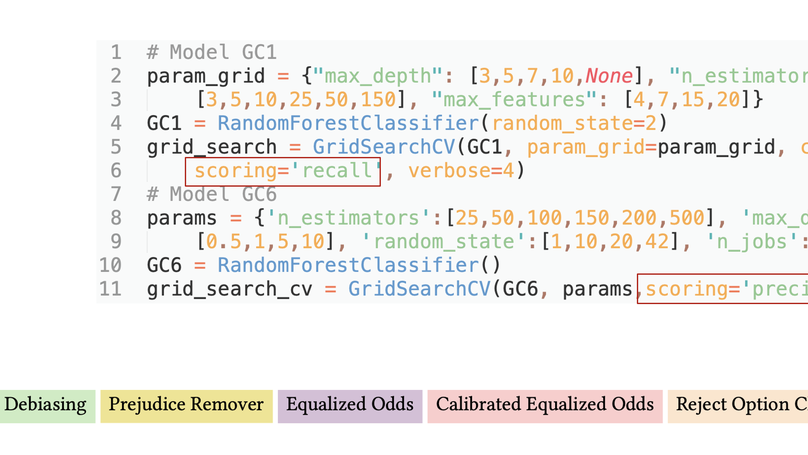 1 # Model GC1
2 param_grid = {"max_depth": [3,5,7,10,None], "n_estimator
3 [3,5,10,25,50,150], "max_features": [4,7,15,20]}
4 GC1 = RandomForestClassifier(random_state=2)
5 grid_search = GridSearchCV(GC1, param_grid=param_grid, c
6 scoring='recall', verbose=4)
7 # Model GC6
8 params = {'n_estimators':[25,50,100,150,200,500], 'max_d
9 [0.5,1,5,10], 'random_state':[1,10,20,42], 'n_jobs':
10 GC6 = RandomForestClassifier()
11 grid_search_cv = GridSearchCV(GC6, params,scoring='preci
Debiasing Prejudice Remover Equalized Odds Calibrated Equalized Odds Reject Option C